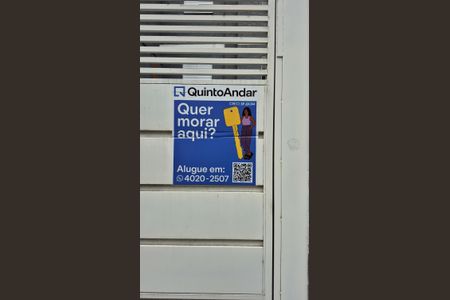 QuintoAndar
Quer
morar
aqui?
Alugue em:
4020-2507